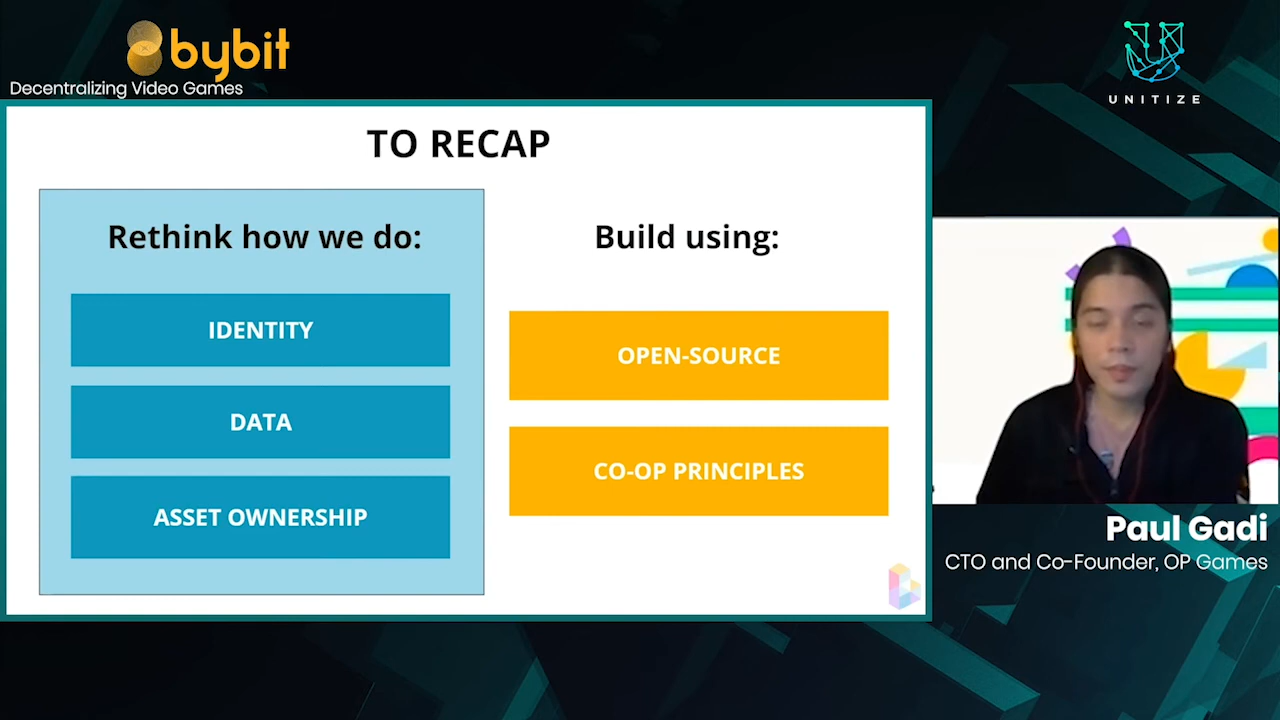 bybit
Decentralizing Video Games
UNITIZE
TO RECAP
Rethink how we do:
IDENTITY
DATA
ASSET OWNERSHIP
Build using:
OPEN-SOURCE
CO-OP PRINCIPLES
Paul Gadi
CTO and Co-Founder, OP Games